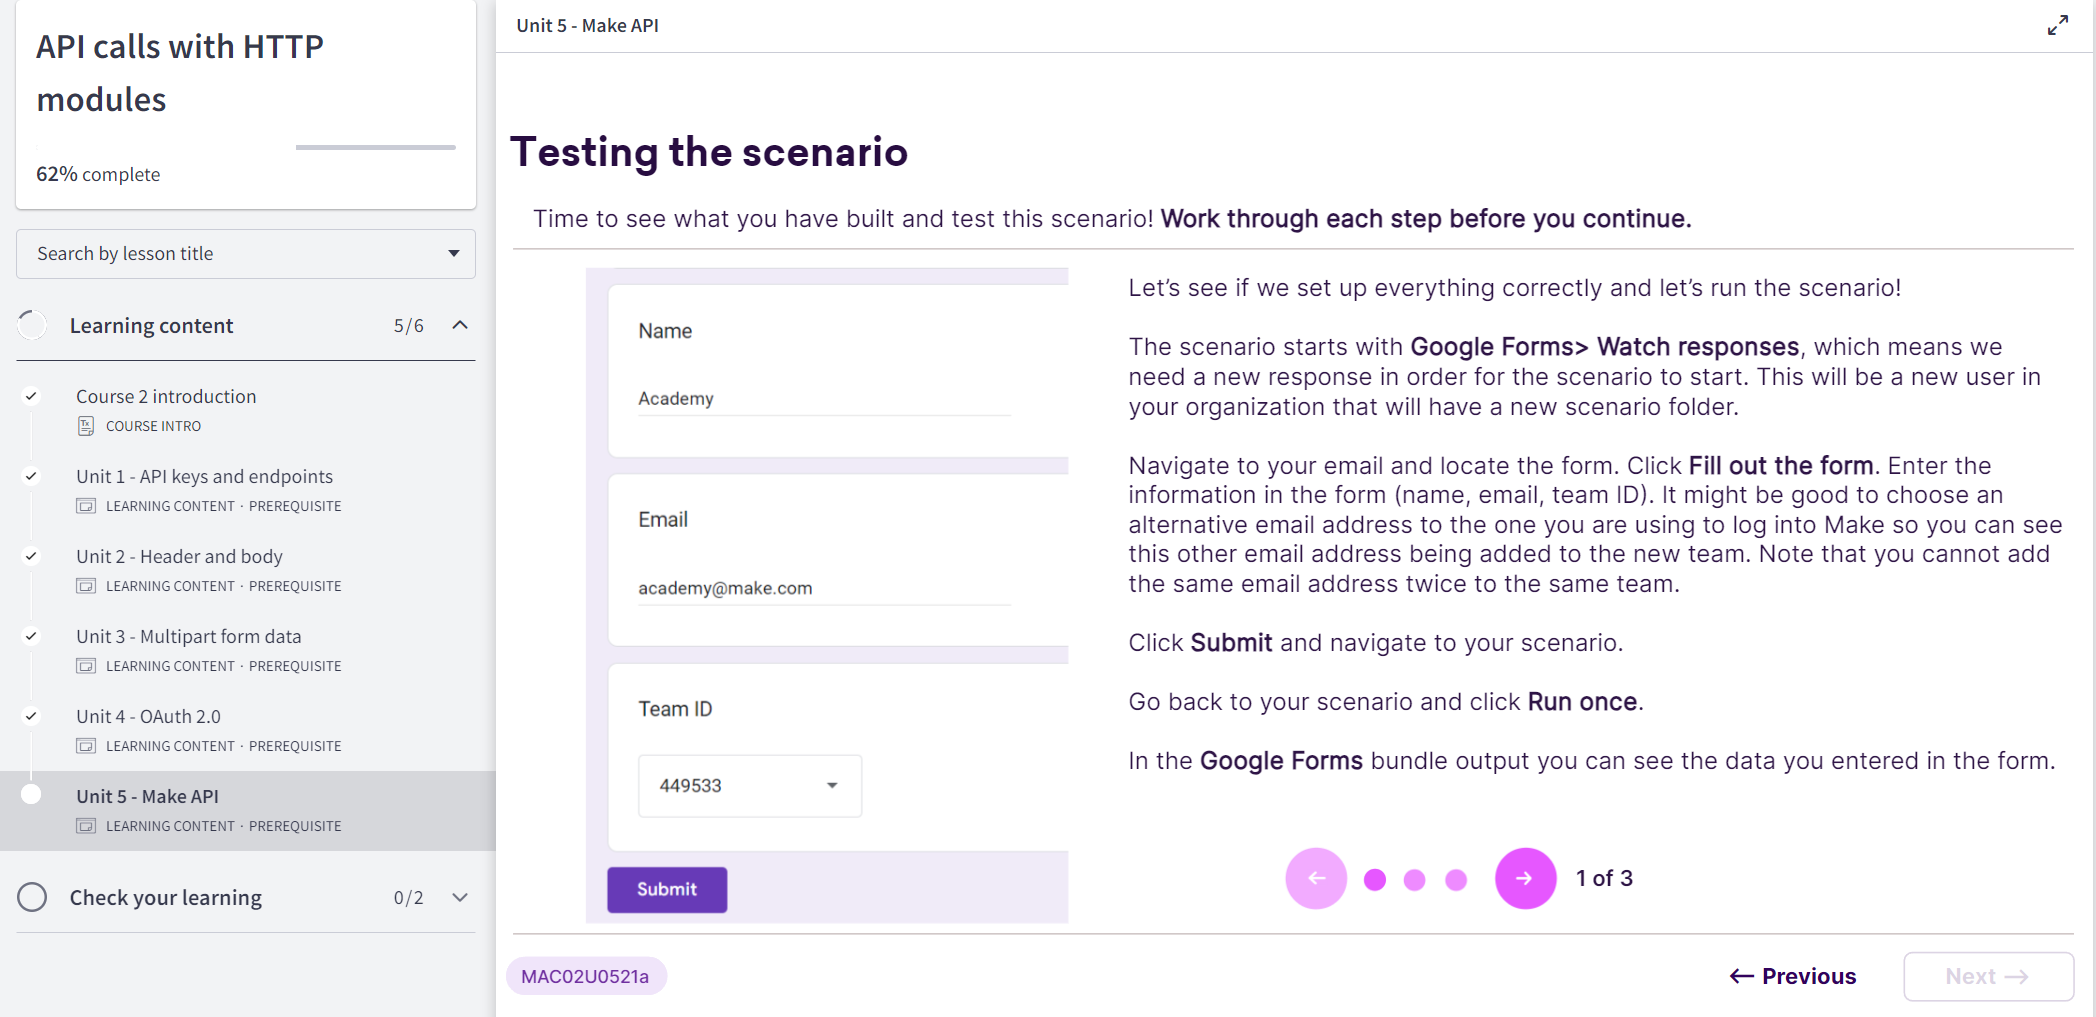 API calls with HTTP
modules
62% complete
Search by lesson title
Learning content 5/6
Course 2 introduction
COURSE INTRO
Unit 1 - API keys and endpoints
LEARNING CONTENT · PREREQUISITE
Unit 2 - Header and body
LEARNING CONTENT · PREREQUISITE
Unit 3 - Multipart form data
LEARNING CONTENT · PREREQUISITE
Unit 4 - OAuth 2.0
LEARNING CONTENT · PREREQUISITE
Unit 5 - Make API
LEARNING CONTENT · PREREQUISITE
Check your learning 0/2
Unit 5 - Make API
Testing the scenario
Time to see what you have built and test this scenario! Work through each step before you continue.
Name
Academy
Email
academy@make.com
Team ID
449533
Submit
Let’s see if we set up everything correctly and let’s run the scenario!
The scenario starts with Google Forms> Watch responses, which means we
need a new response in order for the scenario to start. This will be a new user in
your organization that will have a new scenario folder.
Navigate to your email and locate the form. Click Fill out the form. Enter the
information in the form (name, email, team ID). It might be good to choose an
alternative email address to the one you are using to log into Make so you can see
this other email address being added to the new team. Note that you cannot add
the same email address twice to the same team.
Click Submit and navigate to your scenario.
Go back to your scenario and click Run once.
In the Google Forms bundle output you can see the data you entered in the form.
1 of 3
MAC02U0521a
← Previous
Next →